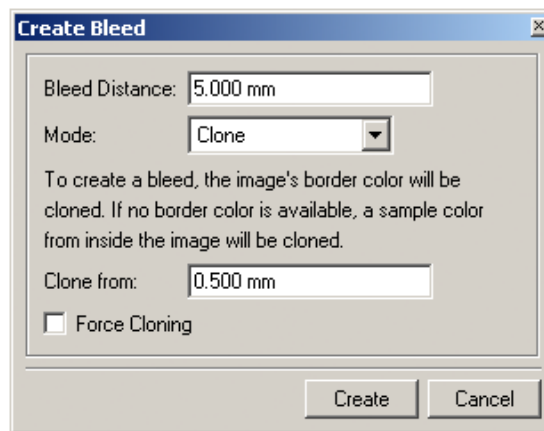 Create Bleed
Bleed Distance: 5.000 mm
Mode: Clone
To create a bleed, the image's border color will be
cloned. If no border color is available, a sample color
from inside the image will be cloned.
Clone from: 0.500 mm
Force Cloning
Create Cancel